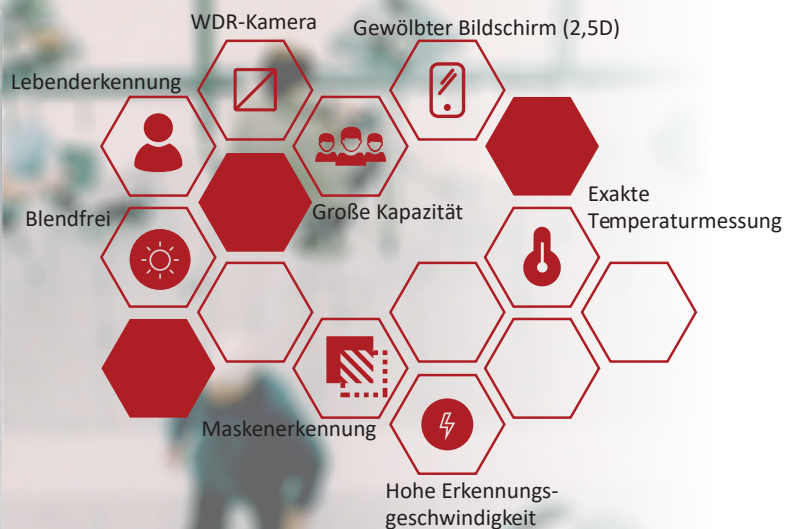 WDR-Kamera
Gewölbter Bildschirm (2,5D)
Lebenderkennung
Exakte
Temperaturmessung
Blendfrei
Große Kapazität
Maskenerkennung
Hohe Erkennungs-
geschwindigkeit